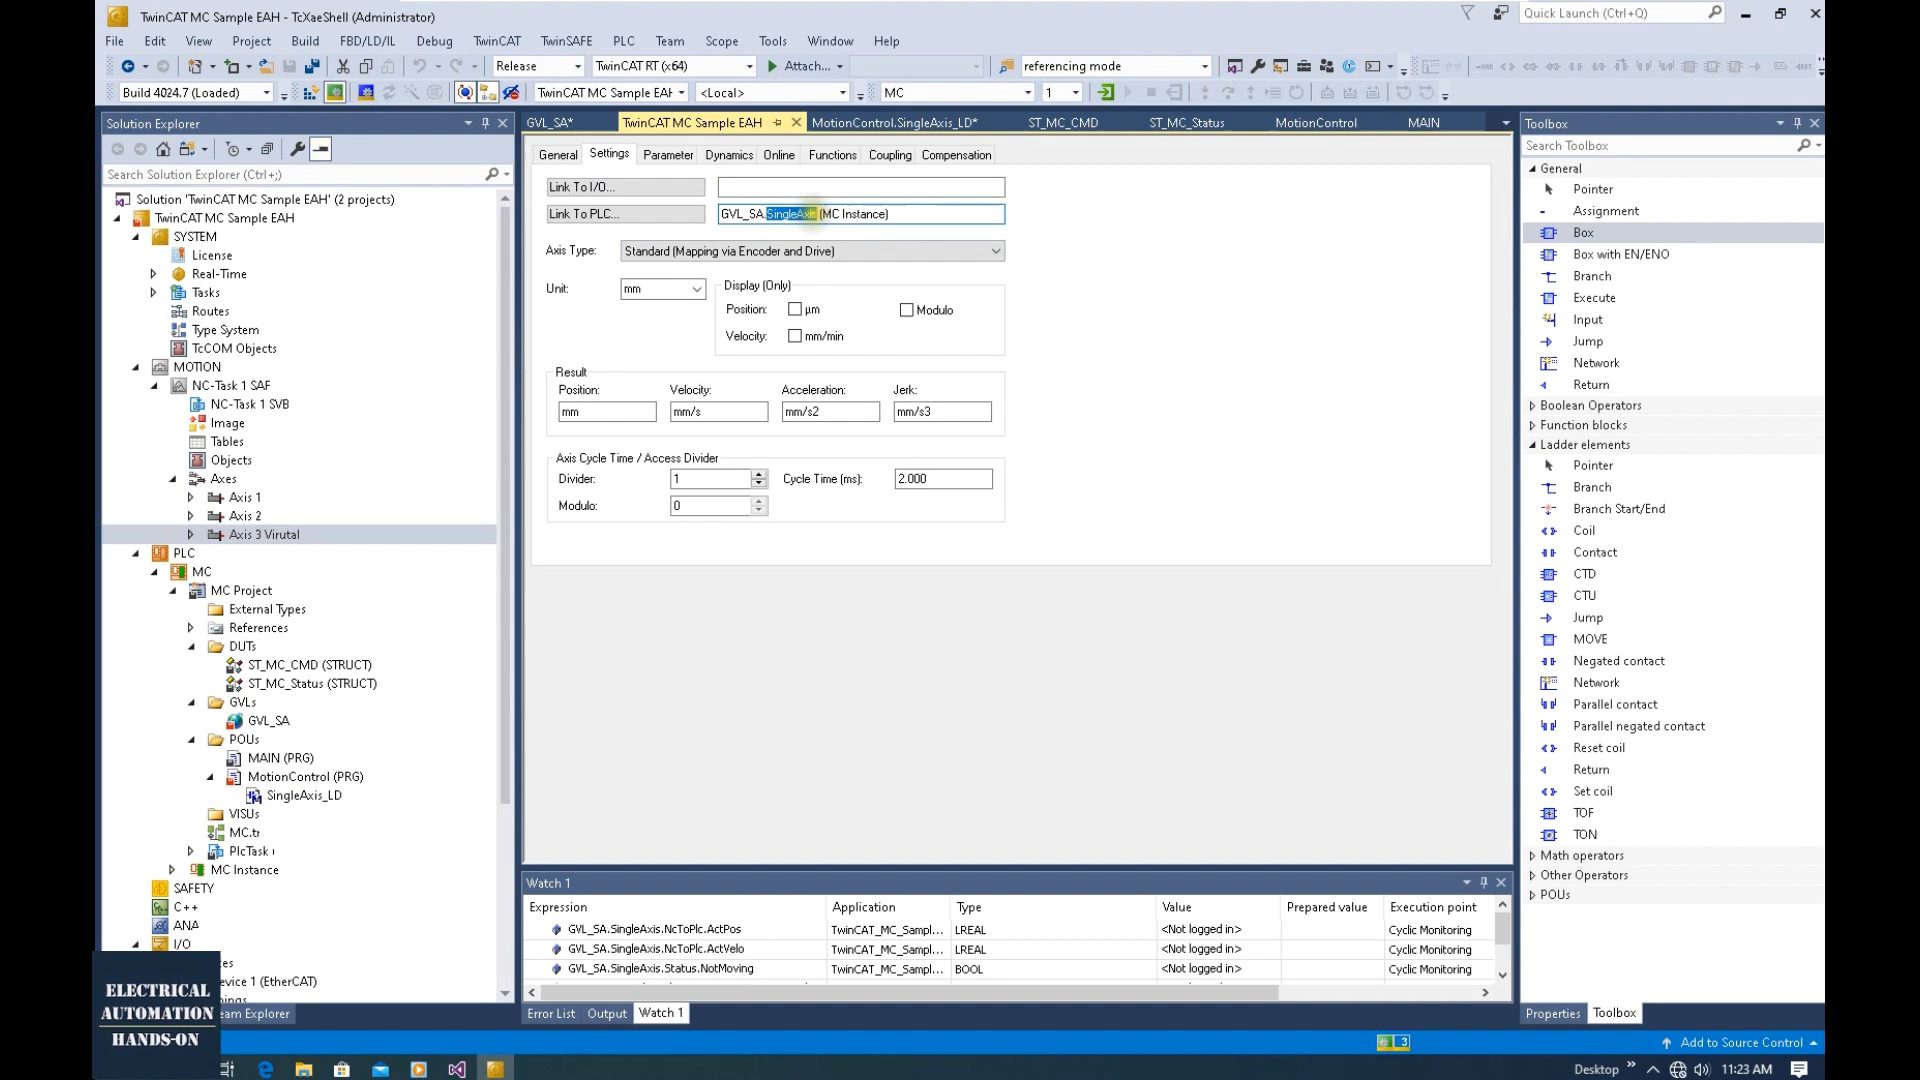 TwinCAT MC Sample EAH - TcXaeShell (Administrator)
Quick Launch (Ctrl+Q)
File Edit View Project Build FBD/LD/IL Debug TwinCAT TwinSAFE PLC Team Scope Tools Window Help
Release TwinCAT RT (x64) Attach... referencing mode
Build 4024.7 (Loaded) TwinCAT MC Sample EAH <Local> MC 1
Solution Explorer
GVL_SA* TwinCAT MC Sample EAH MotionControl.SingleAxis_LD* ST_MC_CMD ST_MC_Status MotionControl MAIN
Toolbox
Search Toolbox
Search Solution Explorer (Ctrl+;)
Solution 'TwinCAT MC Sample EAH' (2 projects)
TwinCAT MC Sample EAH
SYSTEM
License
Real-Time
Tasks
Routes
Type System
TcCOM Objects
MOTION
NC-Task 1 SAF
NC-Task 1 SVB
Image
Tables
Objects
Axes
Axis 1
Axis 2
Axis 3 Virutal
PLC
MC
MC Project
External Types
References
DUTs
ST_MC_CMD (STRUCT)
ST_MC_Status (STRUCT)
GVLs
GVL_SA
POUs
MAIN (PRG)
MotionControl (PRG)
SingleAxis_LD
VISUs
MC.tr
PlcTask
MC Instance
SAFETY
C++
ANA
I/O
evice 1 (EtherCAT)
General Settings Parameter Dynamics Online Functions Coupling Compensation
Link To I/O...
Link To PLC... GVL_SA.SingleAxis (MC Instance)
Axis Type: Standard (Mapping via Encoder and Drive)
Unit: mm
Display (Only)
Position: µm Modulo
Velocity: mm/min
Result
Position: Velocity: Acceleration: Jerk:
mm mm/s mm/s2 mm/s3
Axis Cycle Time / Access Divider
Divider: 1 Cycle Time (ms): 2.000
Modulo: 0
Watch 1
Expression Application Type Value Prepared value Execution point
GVL_SA.SingleAxis.NcToPlc.ActPos TwinCAT_MC_Sampl... LREAL <Not logged in> Cyclic Monitoring
GVL_SA.SingleAxis.NcToPlc.ActVelo TwinCAT_MC_Sampl... LREAL <Not logged in> Cyclic Monitoring
GVL_SA.SingleAxis.Status.NotMoving TwinCAT_MC_Sampl... BOOL <Not logged in> Cyclic Monitoring
Error List Output Watch 1
General
Pointer
Assignment
Box
Box with EN/ENO
Branch
Execute
Input
Jump
Network
Return
Boolean Operators
Function blocks
Ladder elements
Pointer
Branch
Branch Start/End
Coil
Contact
CTD
CTU
Jump
MOVE
Negated contact
Network
Parallel contact
Parallel negated contact
Reset coil
Return
Set coil
TOF
TON
Math operators
Other Operators
POUs
Properties Toolbox
ELECTRICAL
AUTOMATION
HANDS-ON
eam Explorer
3
Add to Source Control
Desktop
11:23 AM